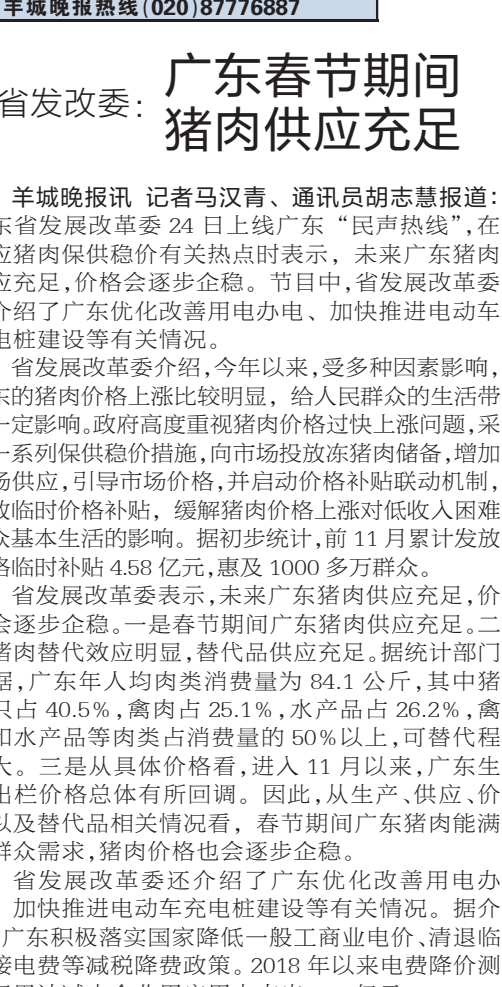 羊城晚报热线(020)87776887
省发改委:
广东春节期间
猪肉供应充足
羊城晚报讯 记者马汉青、通讯员胡志慧报道:
东省发展改革委 24 日上线广东“民声热线”,在
应猪肉保供稳价有关热点时表示，未来广东猪肉
应充足,价格会逐步企稳。节目中,省发展改革委
介绍了广东优化改善用电办电、加快推进电动车
电桩建设等有关情况。
省发展改革委介绍,今年以来,受多种因素影响,
东的猪肉价格上涨比较明显，给人民群众的生活带
一定影响。政府高度重视猪肉价格过快上涨问题,采
一系列保供稳价措施,向市场投放冻猪肉储备,增加
场供应,引导市场价格,并启动价格补贴联动机制,
放临时价格补贴，缓解猪肉价格上涨对低收入困难
众基本生活的影响。据初步统计,前 11 月累计发放
格临时补贴 4.58 亿元,惠及 1000 多万群众。
省发展改革委表示,未来广东猪肉供应充足,价
会逐步企稳。一是春节期间广东猪肉供应充足。二
猪肉替代效应明显,替代品供应充足。据统计部门
据,广东年人均肉类消费量为 84.1 公斤,其中猪
只占 40.5%,禽肉占 25.1%,水产品占 26.2%,禽
和水产品等肉类占消费量的 50%以上,可替代程
大。三是从具体价格看,进入 11 月以来,广东生
出栏价格总体有所回调。因此,从生产、供应、价
以及替代品相关情况看，春节期间广东猪肉能满
群众需求,猪肉价格也会逐步企稳。
省发展改革委还介绍了广东优化改善用电办
加快推进电动车充电桩建设等有关情况。据介
广东积极落实国家降低一般工商业电价、清退临
接电费等减税降费政策。2018 年以来电费降价测